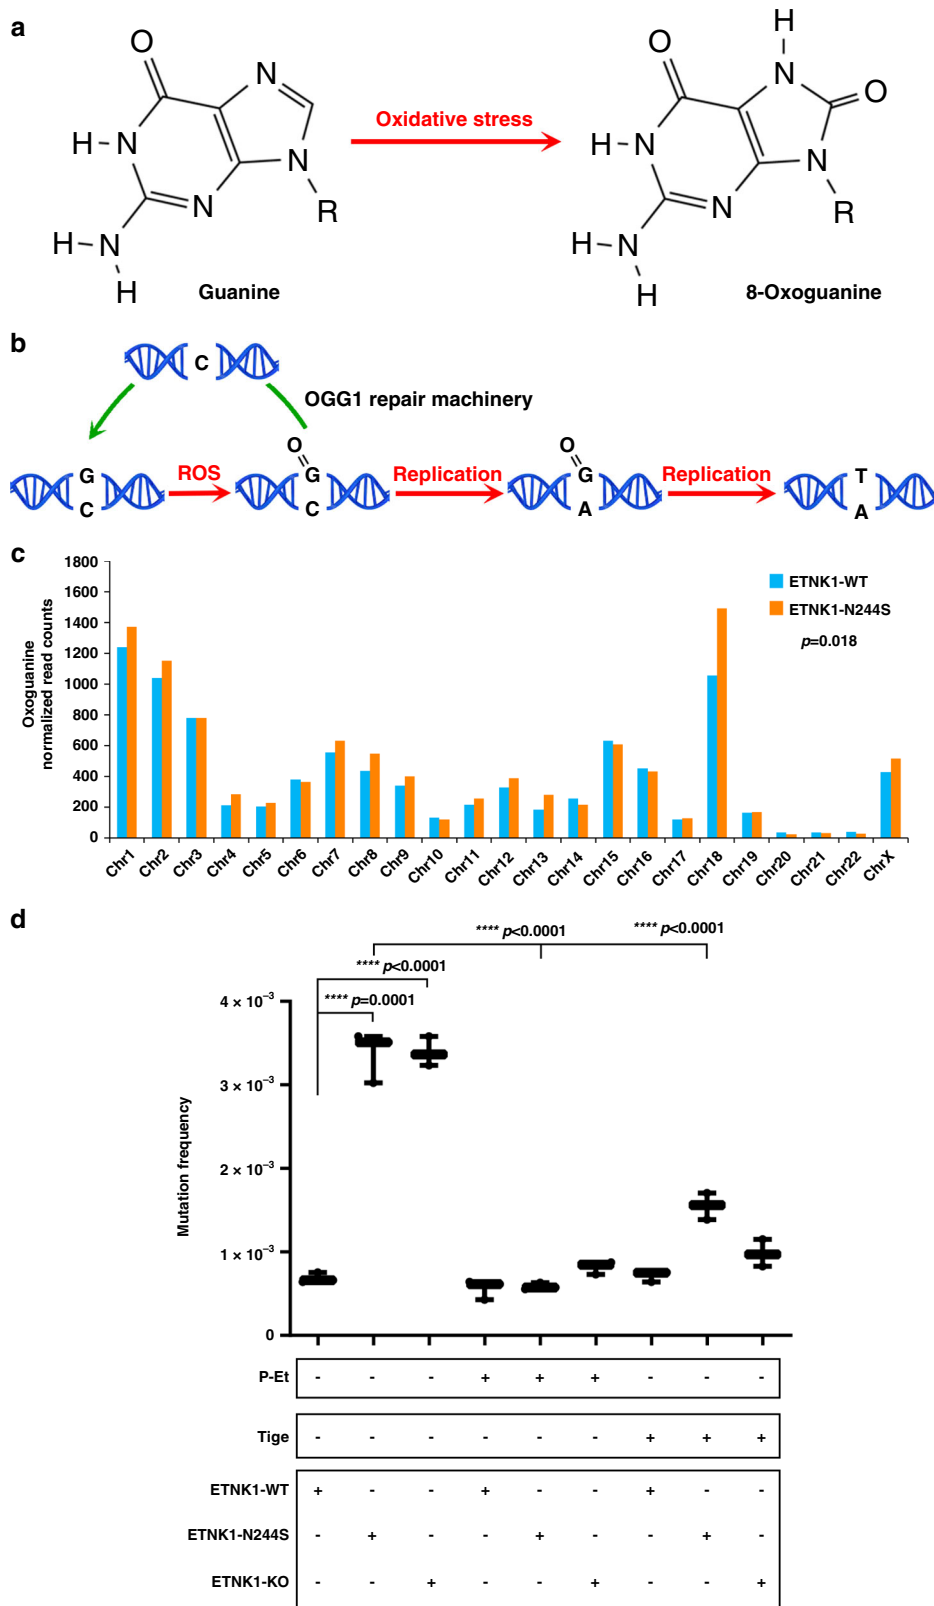 a
O
N
H
N
N
N
R
H
N
H
Guanine
Oxidative stress
H
O
N
O
H
N
N
N
R
H
N
H
8-Oxoguanine
b
C
OGG1 repair machinery
G
C
ROS
O
G
C
Replication
O
G
A
Replication
T
A
c
Oxoguanine
normalized read counts
1800
1600
1400
1200
1000
800
600
400
200
0
ETNK1-WT
ETNK1-N244S
p=0.018
Chr1 Chr2 Chr3 Chr4 Chr5 Chr6 Chr7 Chr8 Chr9 Chr10 Chr11 Chr12 Chr13 Chr14 Chr15 Chr16 Chr17 Chr18 Chr19 Chr20 Chr21 Chr22 ChrX
d
**** p<0.0001 **** p<0.0001
**** p<0.0001
**** p=0.0001
Mutation frequency
4 × 10⁻³
3 × 10⁻³
2 × 10⁻³
1 × 10⁻³
0
P-Et - - - + + + - - -
Tige - - - - - - + + +
ETNK1-WT + - - + - - + - -
ETNK1-N244S - + - - + - - + -
ETNK1-KO - - + - - + - - +